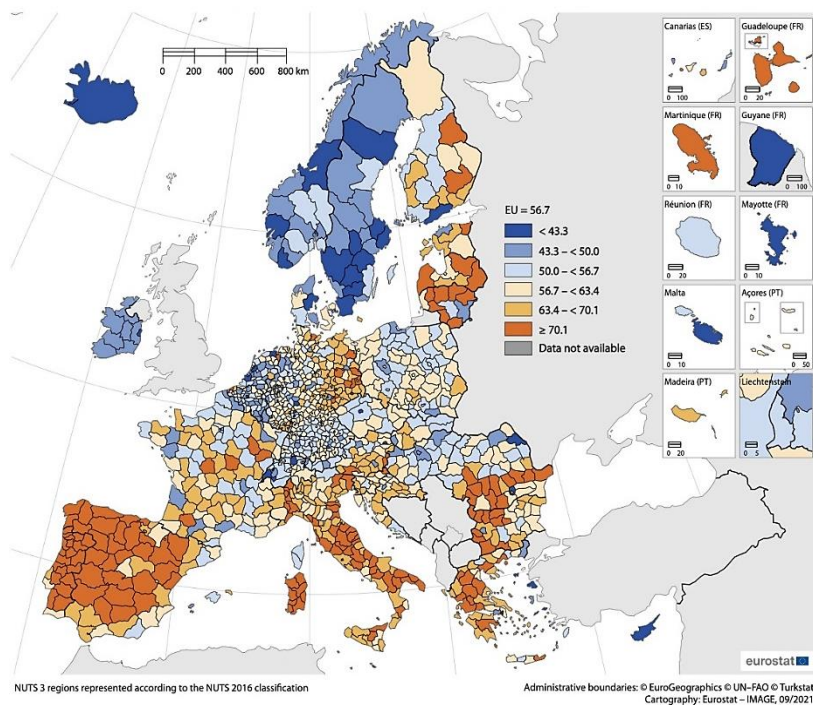 0 200 400 600 800 km
EU = 56.7
< 43.3
43.3 – < 50.0
50.0 – < 56.7
56.7 – < 63.4
63.4 – < 70.1
≥ 70.1
Data not available
Canarias (ES)
0 100
Guadeloupe (FR)
0 20
Martinique (FR)
0 10
Guyane (FR)
0 100
Réunion (FR)
0 20
Mayotte (FR)
0 10
Malta
0 10
Açores (PT)
0 50
Madeira (PT)
0 20
Liechtenstein
0 5
eurostat
NUTS 3 regions represented according to the NUTS 2016 classification
Administrative boundaries: © EuroGeographics © UN–FAO © Turkstat
Cartography: Eurostat – IMAGE, 09/2021